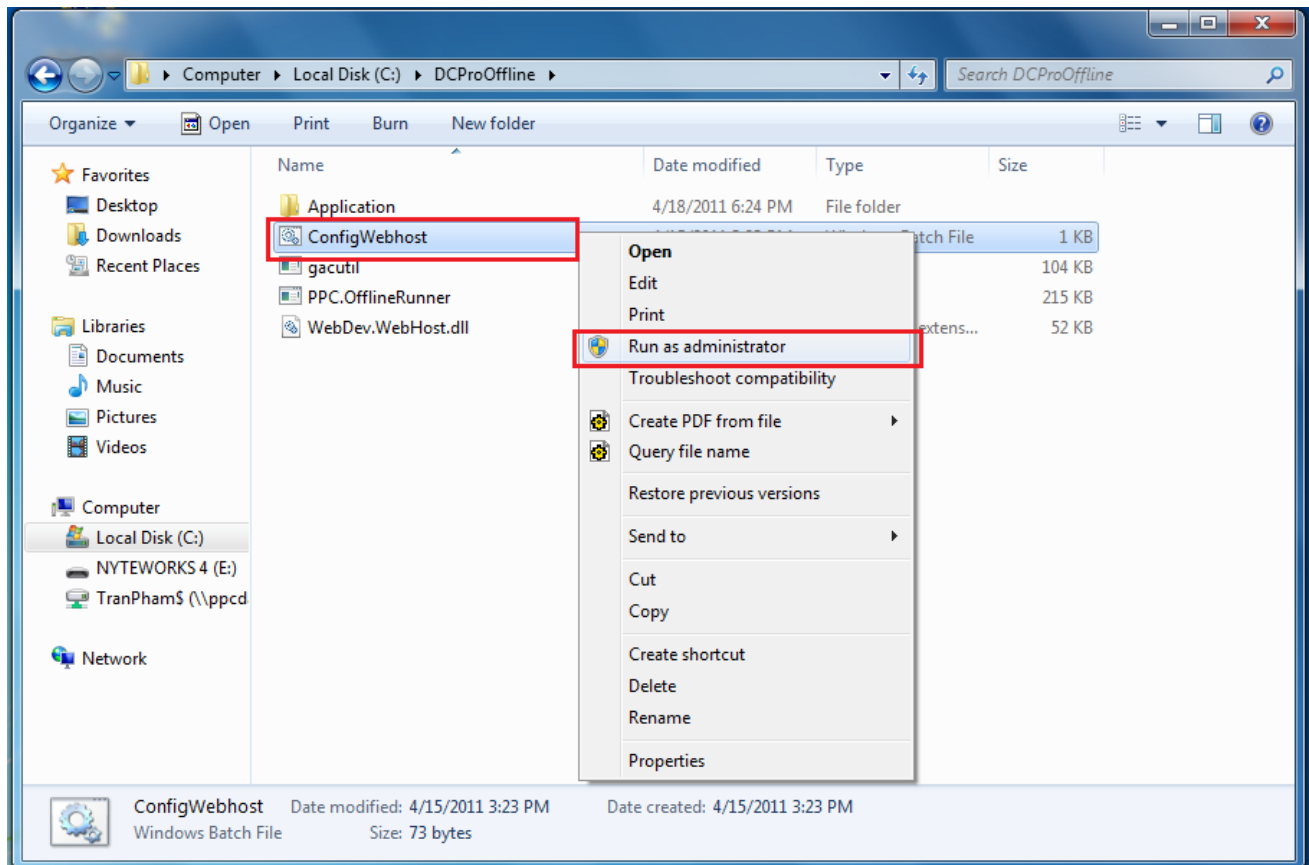 Computer Local Disk (C:) DCProOffline Search DCProOffline
Organize Open Print Burn New folder
Favorites
Desktop
Downloads
Recent Places
Libraries
Documents
Music
Pictures
Videos
Computer
Local Disk (C:)
NYTEWORKS 4 (E:)
TranPham$ (\\ppcd
Network
Name Date modified Type Size
Application 4/18/2011 6:24 PM File folder
ConfigWebhost atch File 1 KB
gacutil 104 KB
PPC.OfflineRunner 215 KB
WebDev.WebHost.dll extens... 52 KB
Open
Edit
Print
Run as administrator
Troubleshoot compatibility
Create PDF from file
Query file name
Restore previous versions
Send to
Cut
Copy
Create shortcut
Delete
Rename
Properties
ConfigWebhost Date modified: 4/15/2011 3:23 PM Date created: 4/15/2011 3:23 PM
Windows Batch File Size: 73 bytes